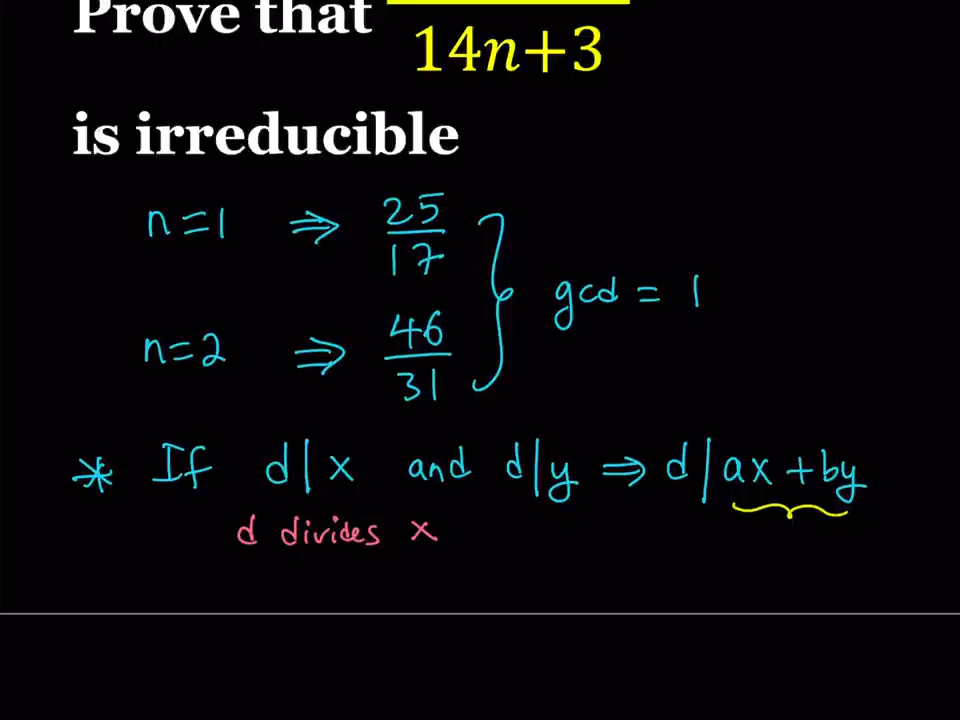 Prove that
14n+3
is irreducible
n=1 ⇒ 25/17
gcd = 1
n=2 ⇒ 46/31
* If d|x and d|y ⇒ d|ax+by
d divides x